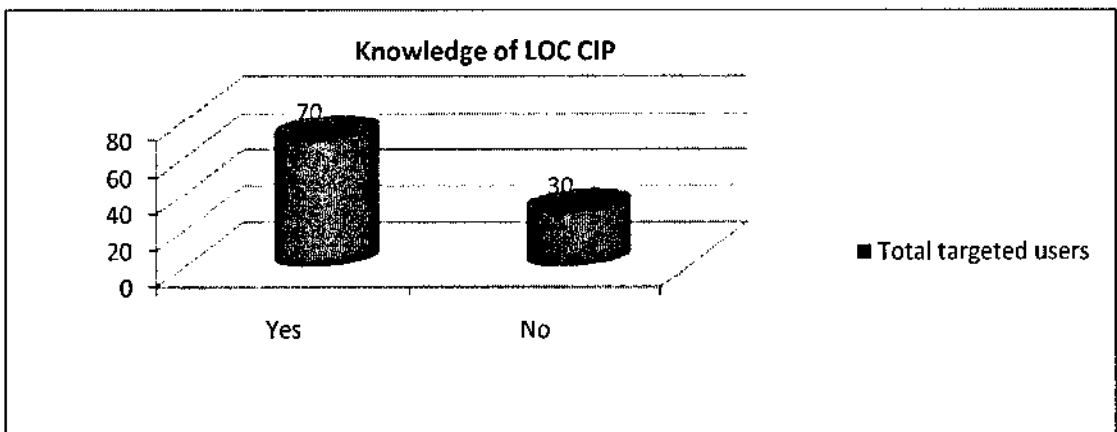 Knowledge of LOC CIP
70
30
80
60
40
20
0
Yes
No
Total targeted users